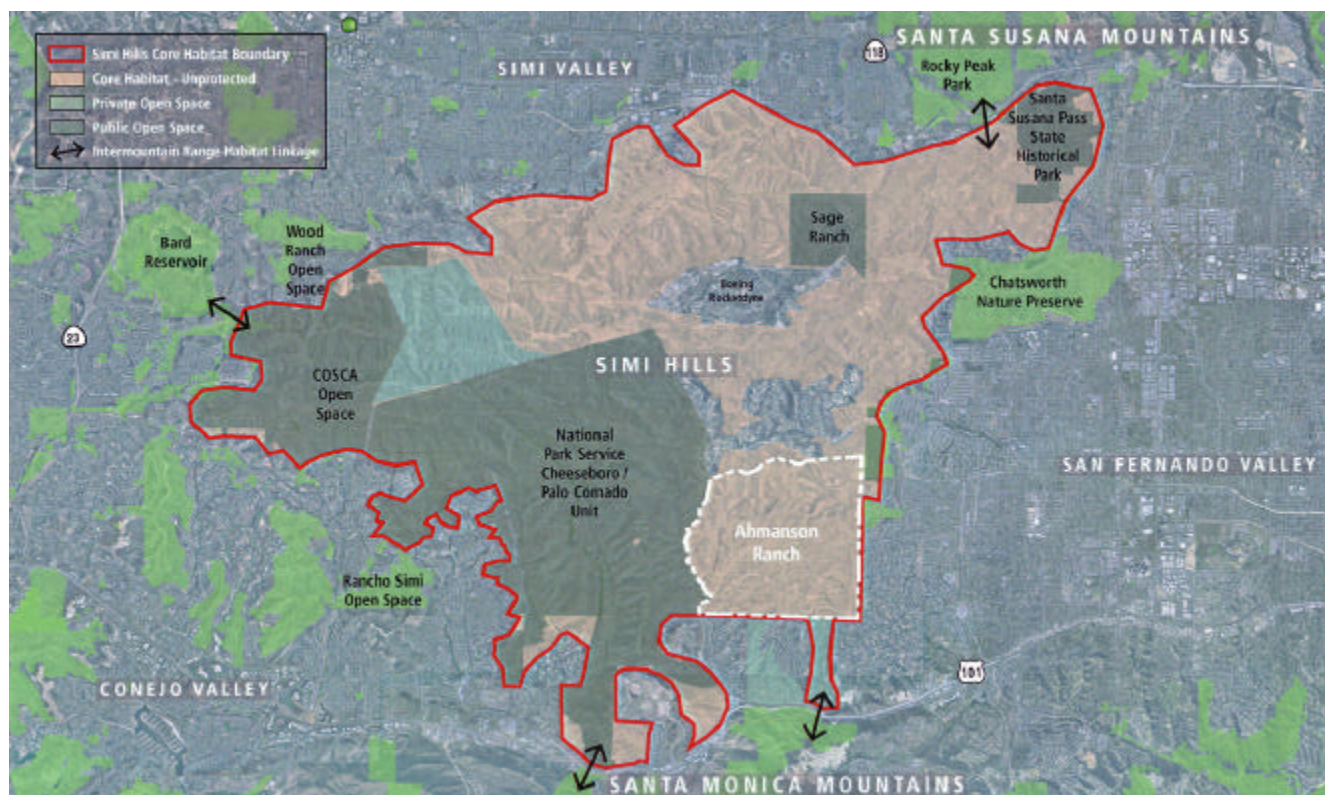 Simi Hills Core Habitat Boundary
Core Habitat - Unprotected
Private Open Space
Public Open Space
Intermountain Range Habitat Linkage
SIMI VALLEY
118
SANTA SUSANA MOUNTAINS
Rocky Peak
Park
Santa
Susana Pass
State
Historical
Park
Bard
Reservoir
Wood
Ranch
Open
Space
Sage
Ranch
Boeing
Rocketdyne
Chatsworth
Nature Preserve
23
SIMI HILLS
COSCA
Open
Space
National
Park Service
Cheeseboro /
Palo Comado
Unit
SAN FERNANDO VALLEY
Ahmanson
Ranch
Rancho Simi
Open Space
CONEJO VALLEY
101
SANTA MONICA MOUNTAINS